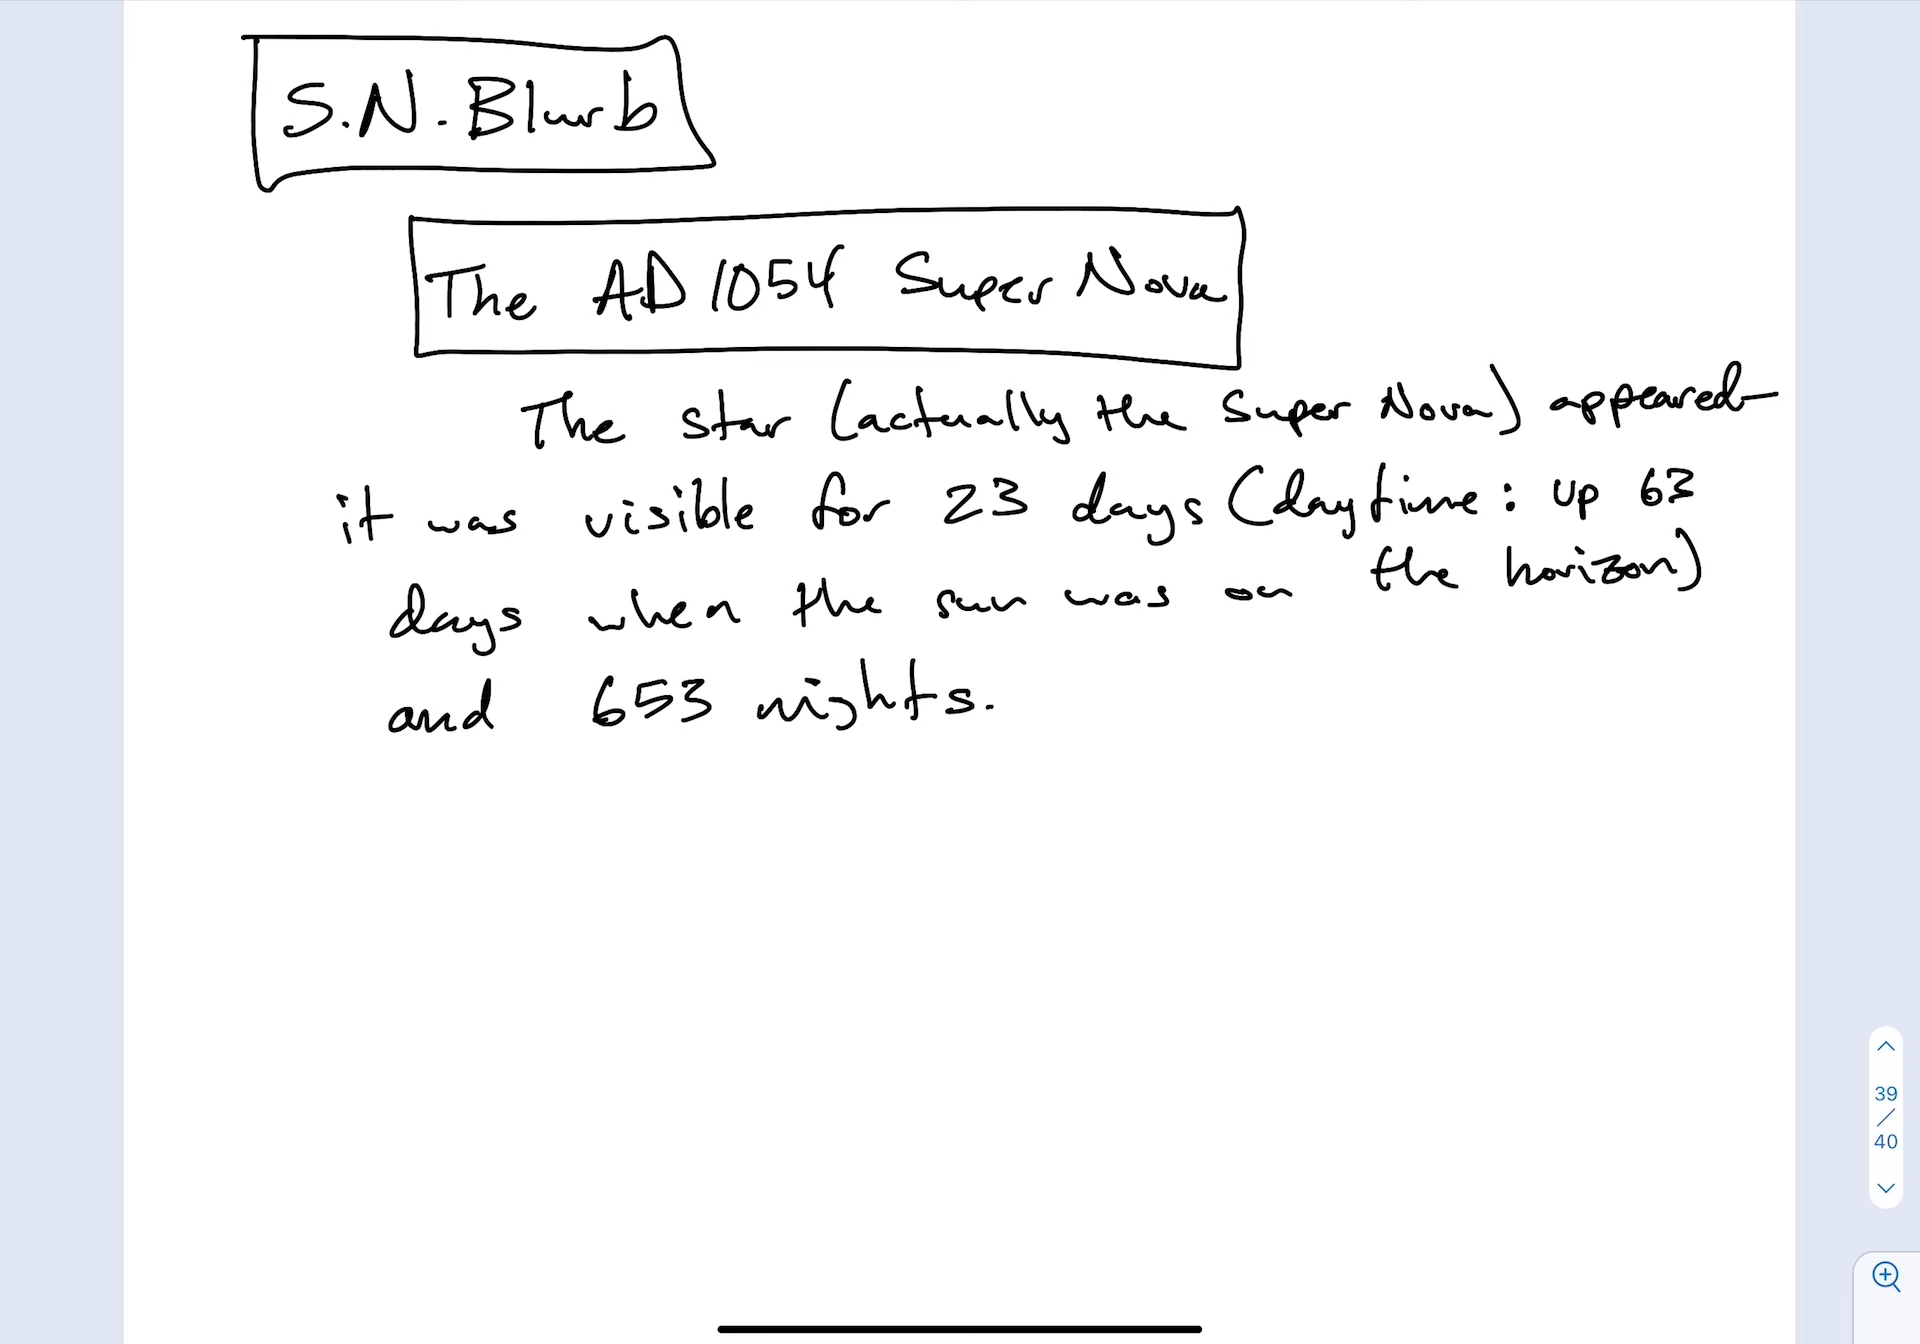 S.N. Blurb
The AD 1054 Super Nova
The star (actually the Super Nova) appeared-
it was visible for 23 days (daytime: up 63
days when the sun was on the horizon)
and 653 nights.
39
/
40